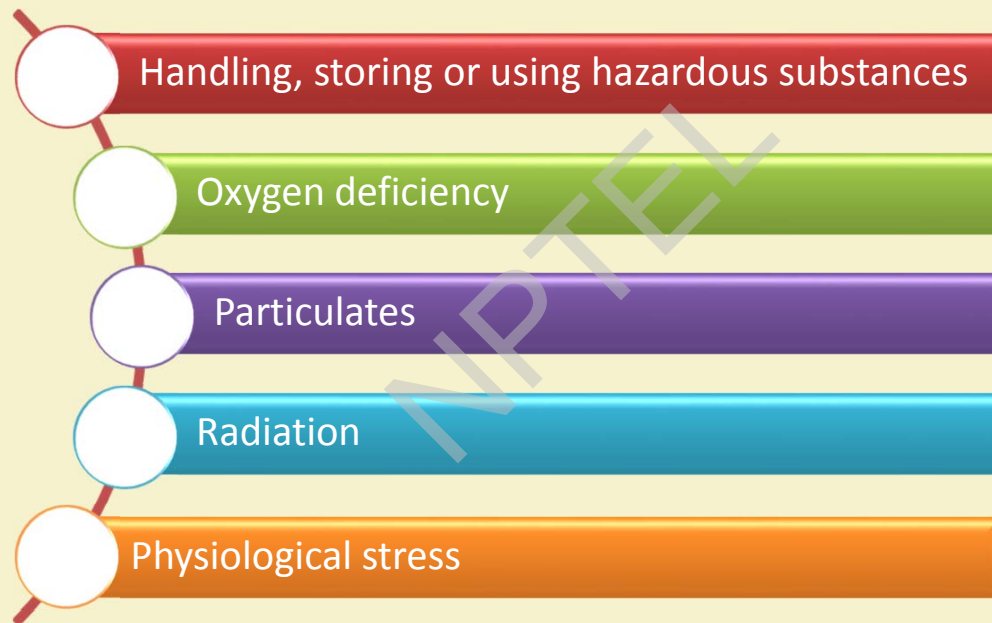 Handling, storing or using hazardous substances
Oxygen deficiency
Particulates
Radiation
Physiological stress
NPTEL